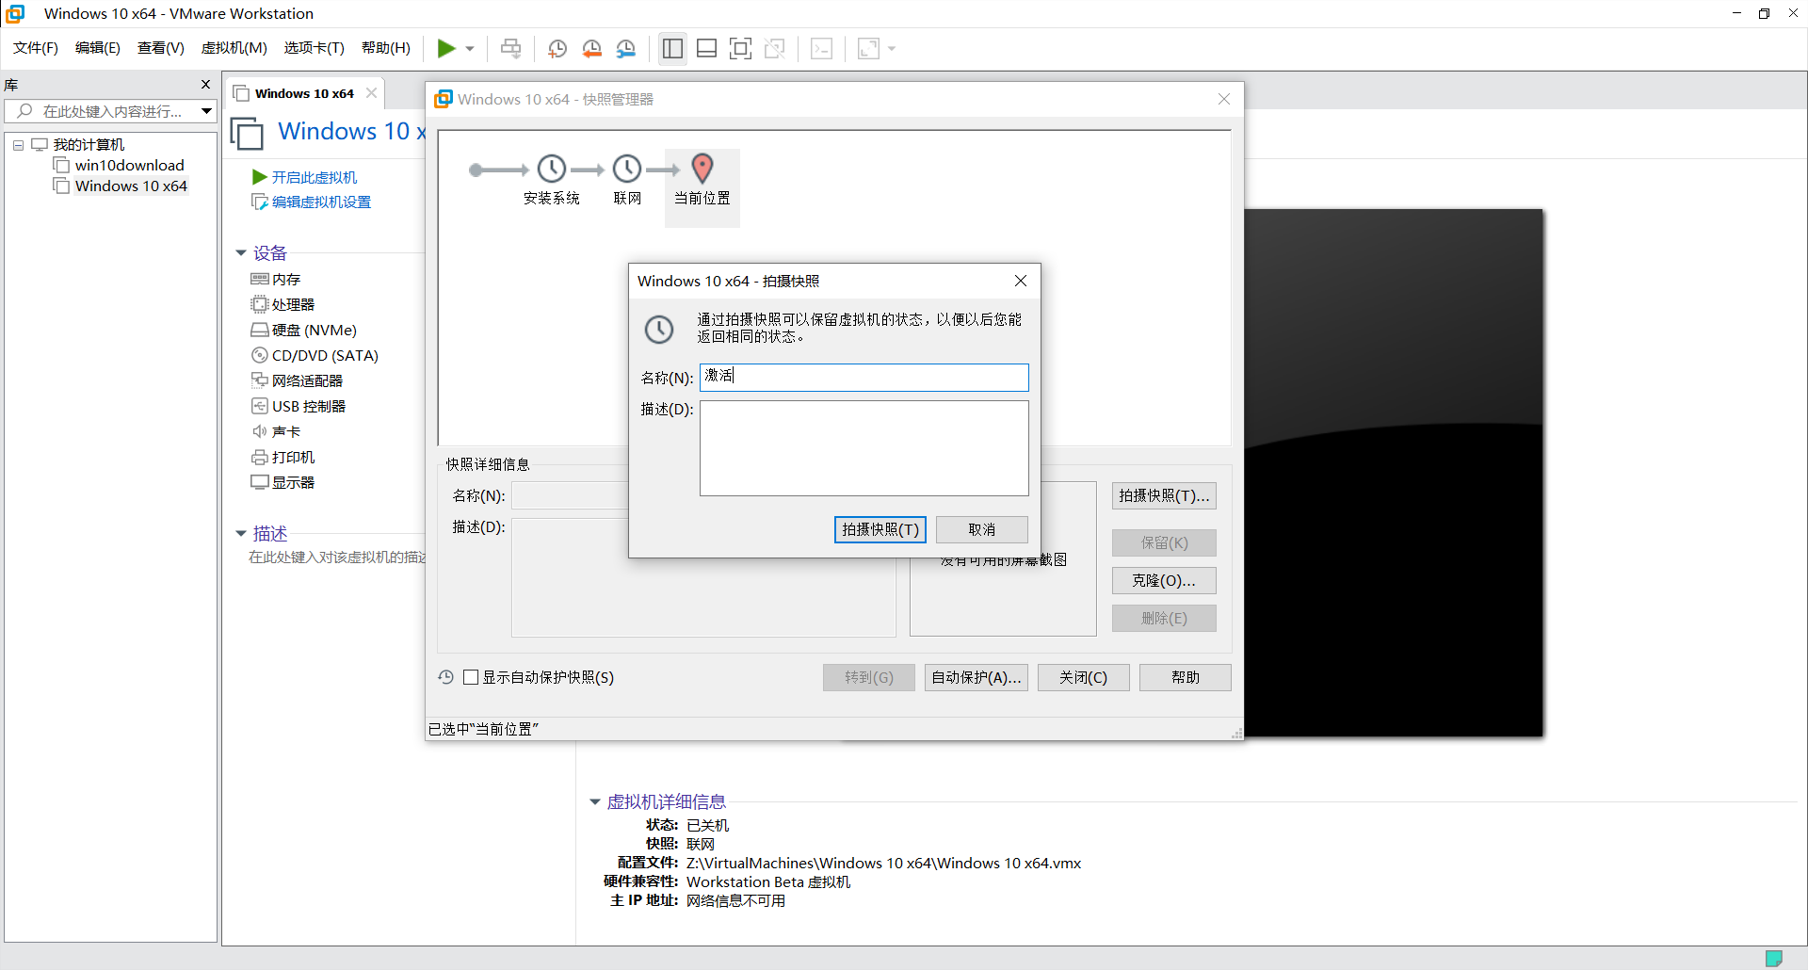 Windows 10 x64 - VMware Workstation
文件(F) 编辑(E) 查看(V) 虚拟机(M) 选项卡(T) 帮助(H)
库
在此处键入内容进行...
我的计算机
win10download
Windows 10 x64
Windows 10 x64
Windows 10 x
开启此虚拟机
编辑虚拟机设置
设备
内存
处理器
硬盘 (NVMe)
CD/DVD (SATA)
网络适配器
USB 控制器
声卡
打印机
显示器
描述
在此处键入对该虚拟机的描述
Windows 10 x64 - 快照管理器
安装系统
联网
当前位置
Windows 10 x64 - 拍摄快照
通过拍摄快照可以保留虚拟机的状态，以便以后您能
返回相同的状态。
名称(N): 激活
描述(D):
拍摄快照(T) 取消
快照详细信息
名称(N):
描述(D):
没有可用的屏幕截图
拍摄快照(T)...
保留(K)
克隆(O)...
删除(E)
显示自动保护快照(S)
转到(G) 自动保护(A)... 关闭(C) 帮助
已选中“当前位置”
虚拟机详细信息
状态: 已关机
快照: 联网
配置文件: Z:\VirtualMachines\Windows 10 x64\Windows 10 x64.vmx
硬件兼容性: Workstation Beta 虚拟机
主 IP 地址: 网络信息不可用